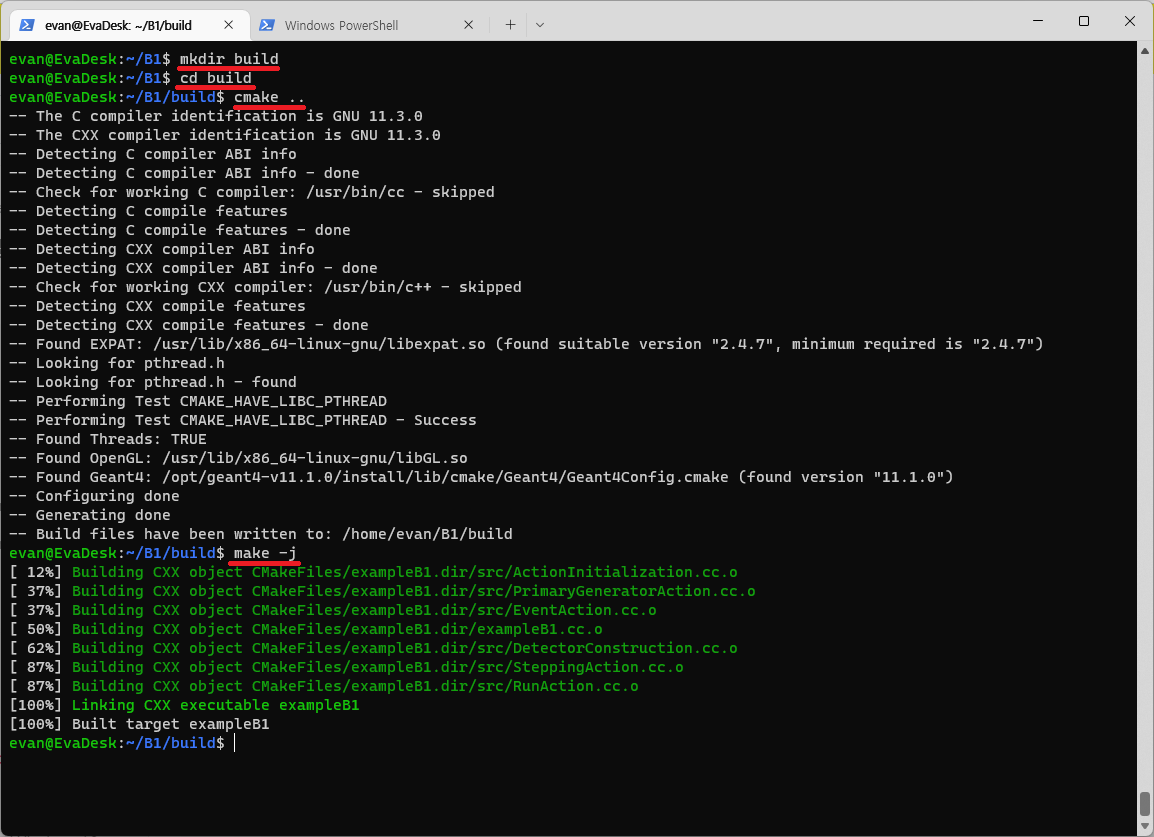 evan@EvaDesk: ~/B1/build
Windows PowerShell
evan@EvaDesk:~/B1$ mkdir build
evan@EvaDesk:~/B1$ cd build
evan@EvaDesk:~/B1/build$ cmake ..
-- The C compiler identification is GNU 11.3.0
-- The CXX compiler identification is GNU 11.3.0
-- Detecting C compiler ABI info
-- Detecting C compiler ABI info - done
-- Check for working C compiler: /usr/bin/cc - skipped
-- Detecting C compile features
-- Detecting C compile features - done
-- Detecting CXX compiler ABI info
-- Detecting CXX compiler ABI info - done
-- Check for working CXX compiler: /usr/bin/c++ - skipped
-- Detecting CXX compile features
-- Detecting CXX compile features - done
-- Found EXPAT: /usr/lib/x86_64-linux-gnu/libexpat.so (found suitable version "2.4.7", minimum required is "2.4.7")
-- Looking for pthread.h
-- Looking for pthread.h - found
-- Performing Test CMAKE_HAVE_LIBC_PTHREAD
-- Performing Test CMAKE_HAVE_LIBC_PTHREAD - Success
-- Found Threads: TRUE
-- Found OpenGL: /usr/lib/x86_64-linux-gnu/libGL.so
-- Found Geant4: /opt/geant4-v11.1.0/install/lib/cmake/Geant4/Geant4Config.cmake (found version "11.1.0")
-- Configuring done
-- Generating done
-- Build files have been written to: /home/evan/B1/build
evan@EvaDesk:~/B1/build$ make -j
[ 12%] Building CXX object CMakeFiles/exampleB1.dir/src/ActionInitialization.cc.o
[ 37%] Building CXX object CMakeFiles/exampleB1.dir/src/PrimaryGeneratorAction.cc.o
[ 37%] Building CXX object CMakeFiles/exampleB1.dir/src/EventAction.cc.o
[ 50%] Building CXX object CMakeFiles/exampleB1.dir/exampleB1.cc.o
[ 62%] Building CXX object CMakeFiles/exampleB1.dir/src/DetectorConstruction.cc.o
[ 87%] Building CXX object CMakeFiles/exampleB1.dir/src/SteppingAction.cc.o
[ 87%] Building CXX object CMakeFiles/exampleB1.dir/src/RunAction.cc.o
[100%] Linking CXX executable exampleB1
[100%] Built target exampleB1
evan@EvaDesk:~/B1/build$